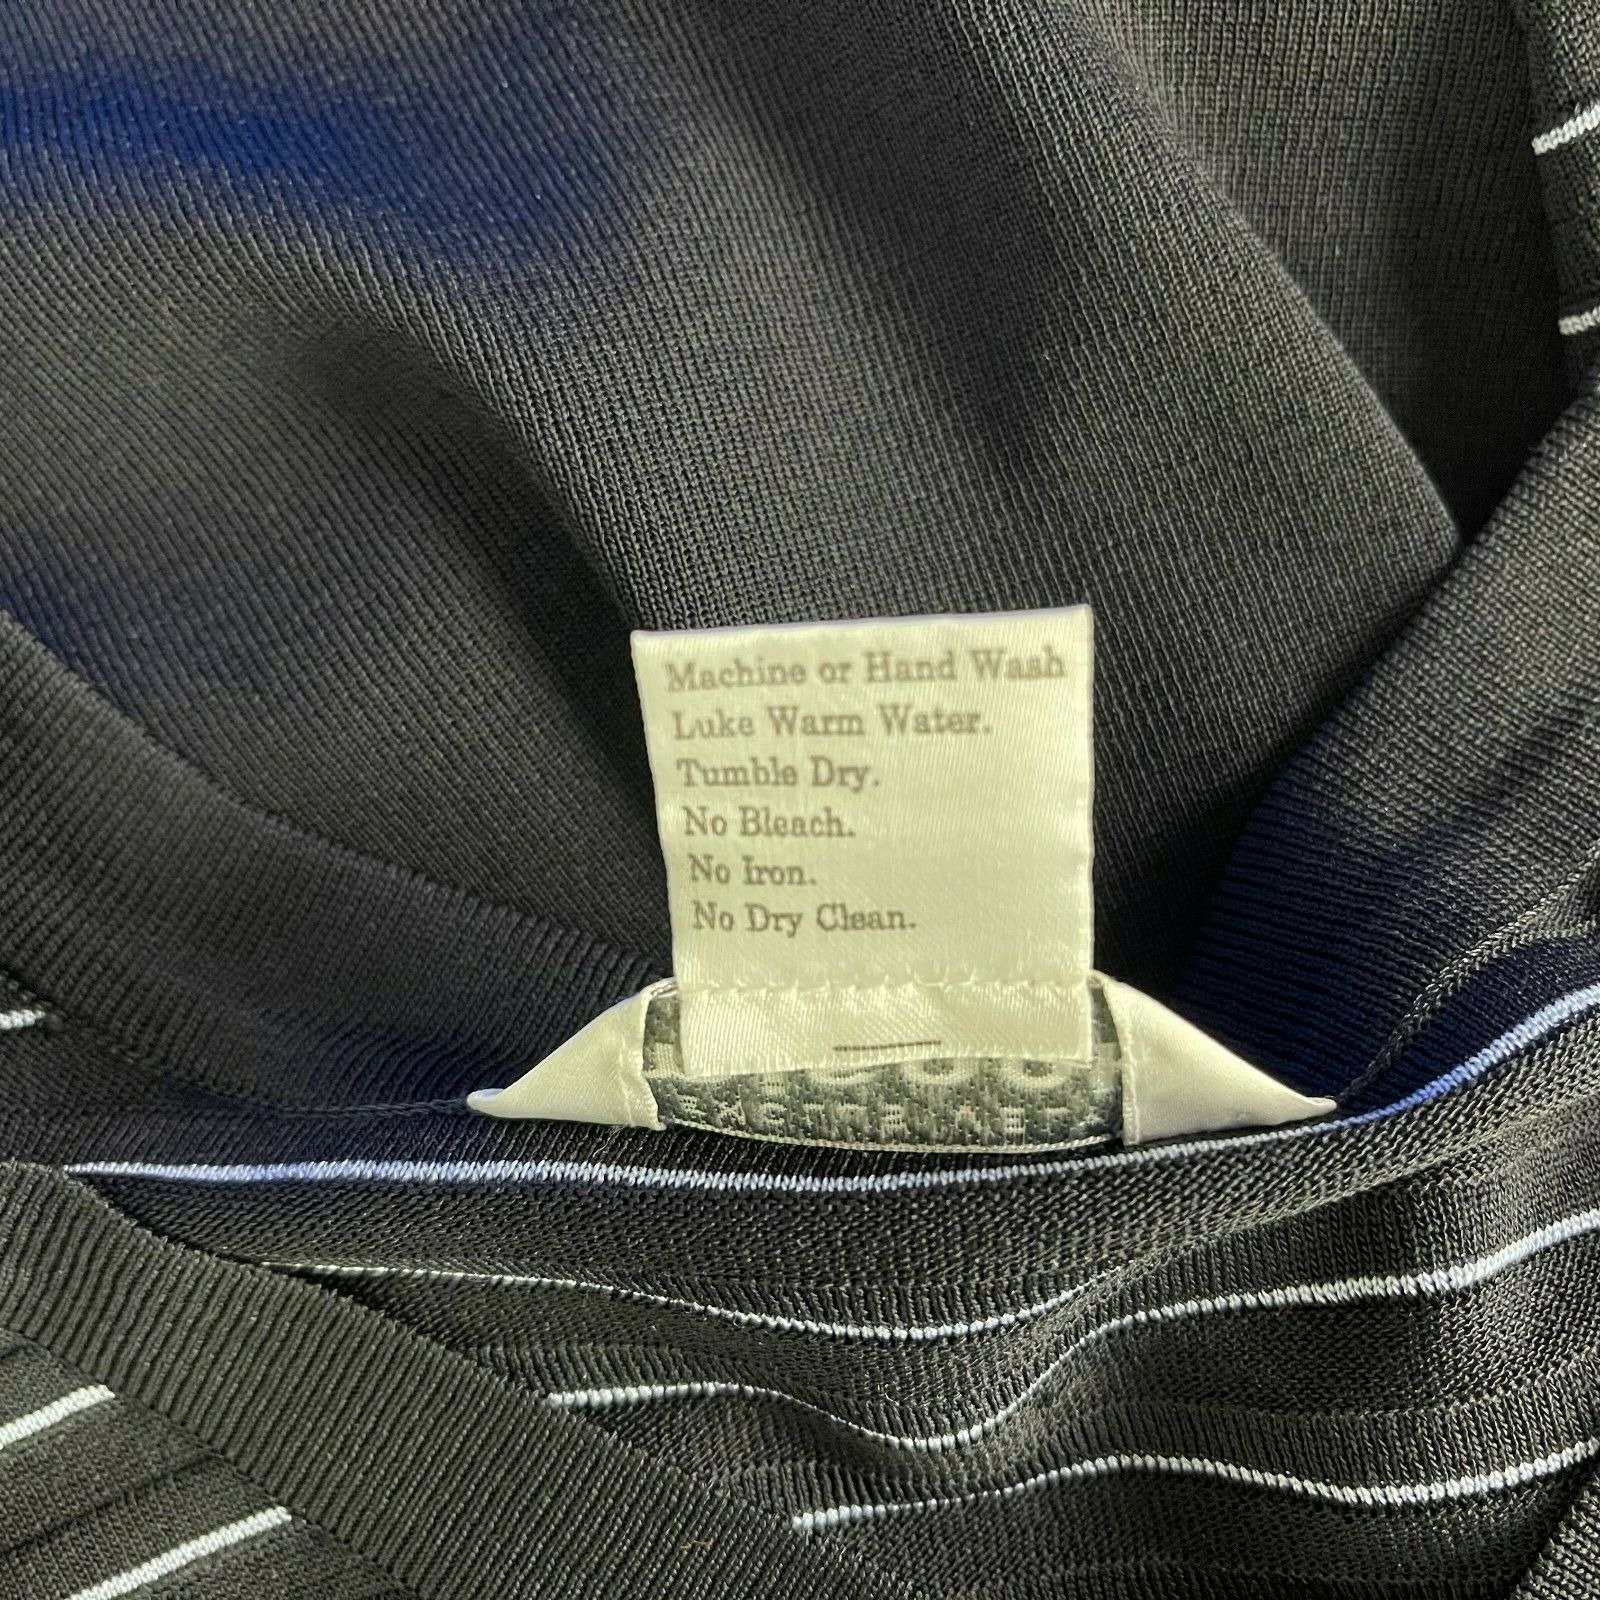 Machine or Hand Wash
Luke Warm Water.
Tumble Dry.
No Bleach.
No Iron.
No Dry Clean.